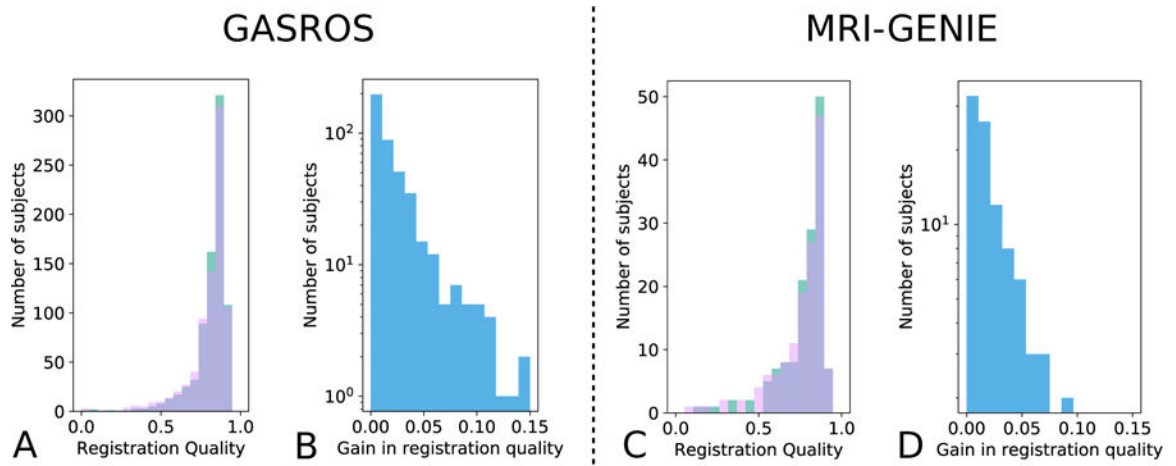 GASROS
MRI-GENIE
Number of subjects
300
250
200
150
100
50
0
0.0
0.5
1.0
A
Registration Quality
Number of subjects
10²
10¹
10⁰
0.00
0.05
0.10
0.15
B
Gain in registration quality
Number of subjects
50
40
30
20
10
0
0.0
0.5
1.0
C
Registration Quality
Number of subjects
10¹
0.00
0.05
0.10
0.15
D
Gain in registration quality